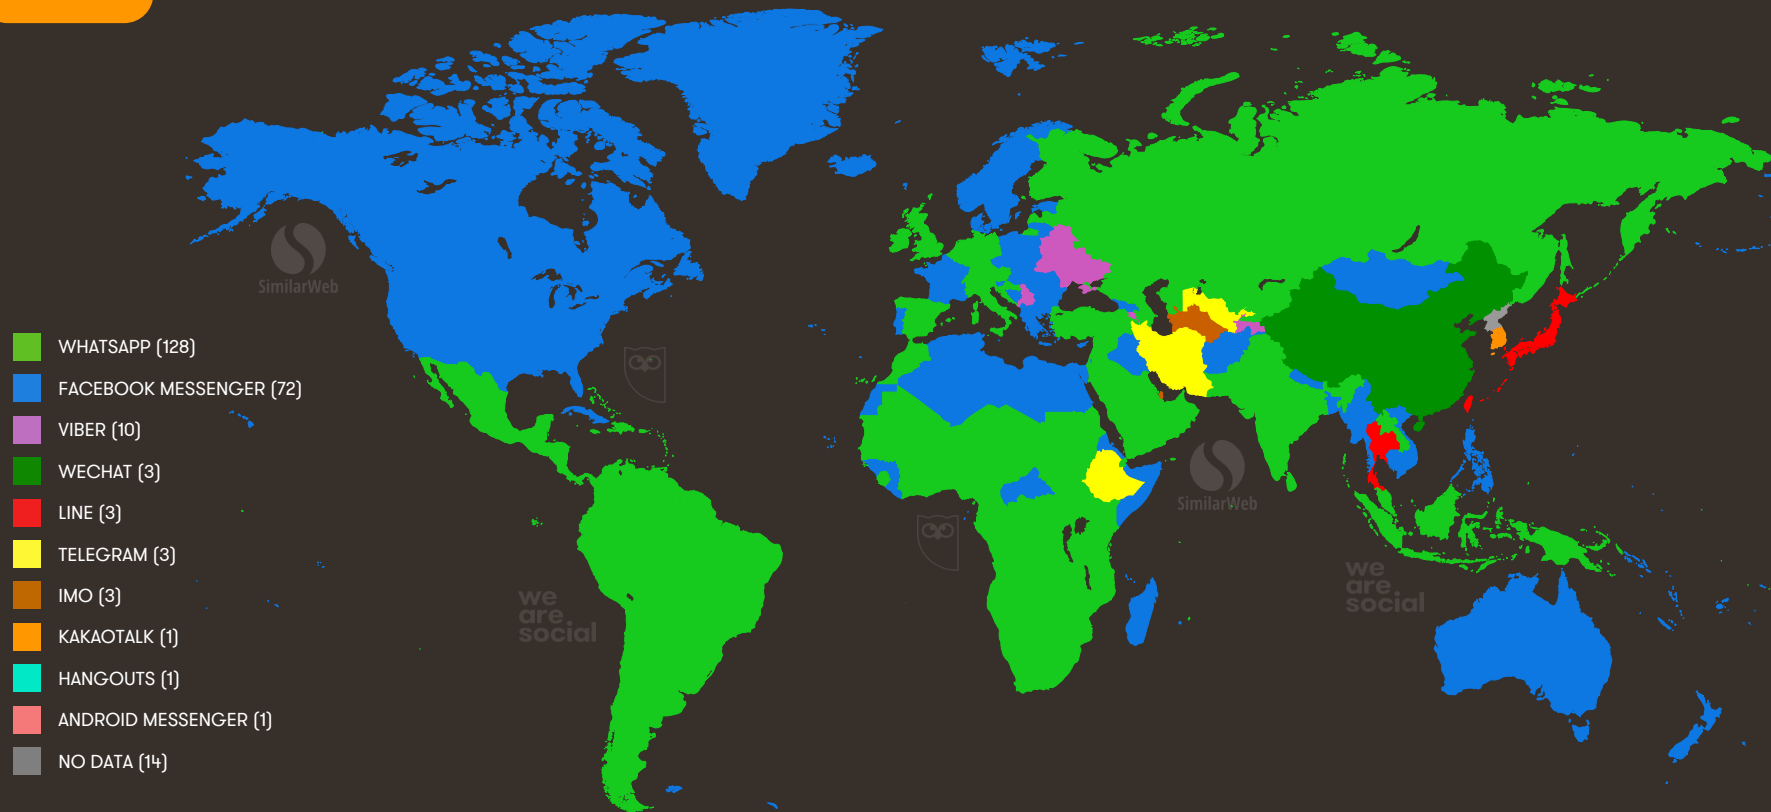 SimilarWeb
WHATSAPP (128)
FACEBOOK MESSENGER (72)
VIBER (10)
WECHAT (3)
LINE (3)
TELEGRAM (3)
IMO (3)
KAKAOTALK (1)
HANGOUTS (1)
ANDROID MESSENGER (1)
NO DATA (14)
we
are
social
SimilarWeb
we
are
social